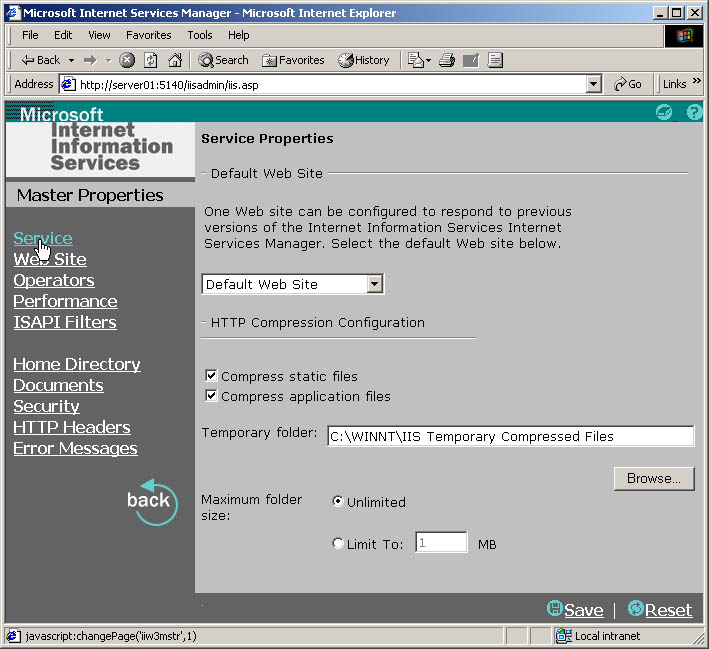 Microsoft Internet Services Manager - Microsoft Internet Explorer
File Edit View Favorites Tools Help
Back Search Favorites History
Address http://server01:5140/iisadmin/iis.asp Go Links »
Microsoft
Internet
Information
Services
Master Properties
Service
Web Site
Operators
Performance
ISAPI Filters
Home Directory
Documents
Security
HTTP Headers
Error Messages
back
Service Properties
Default Web Site
One Web site can be configured to respond to previous
versions of the Internet Information Services Internet
Services Manager. Select the default Web site below.
Default Web Site
HTTP Compression Configuration
Compress static files
Compress application files
Temporary folder: C:\WINNT\IIS Temporary Compressed Files
Browse...
Maximum folder
size:
Unlimited
Limit To: 1 MB
Save | Reset
javascript:changePage('iiw3mstr',1) Local intranet